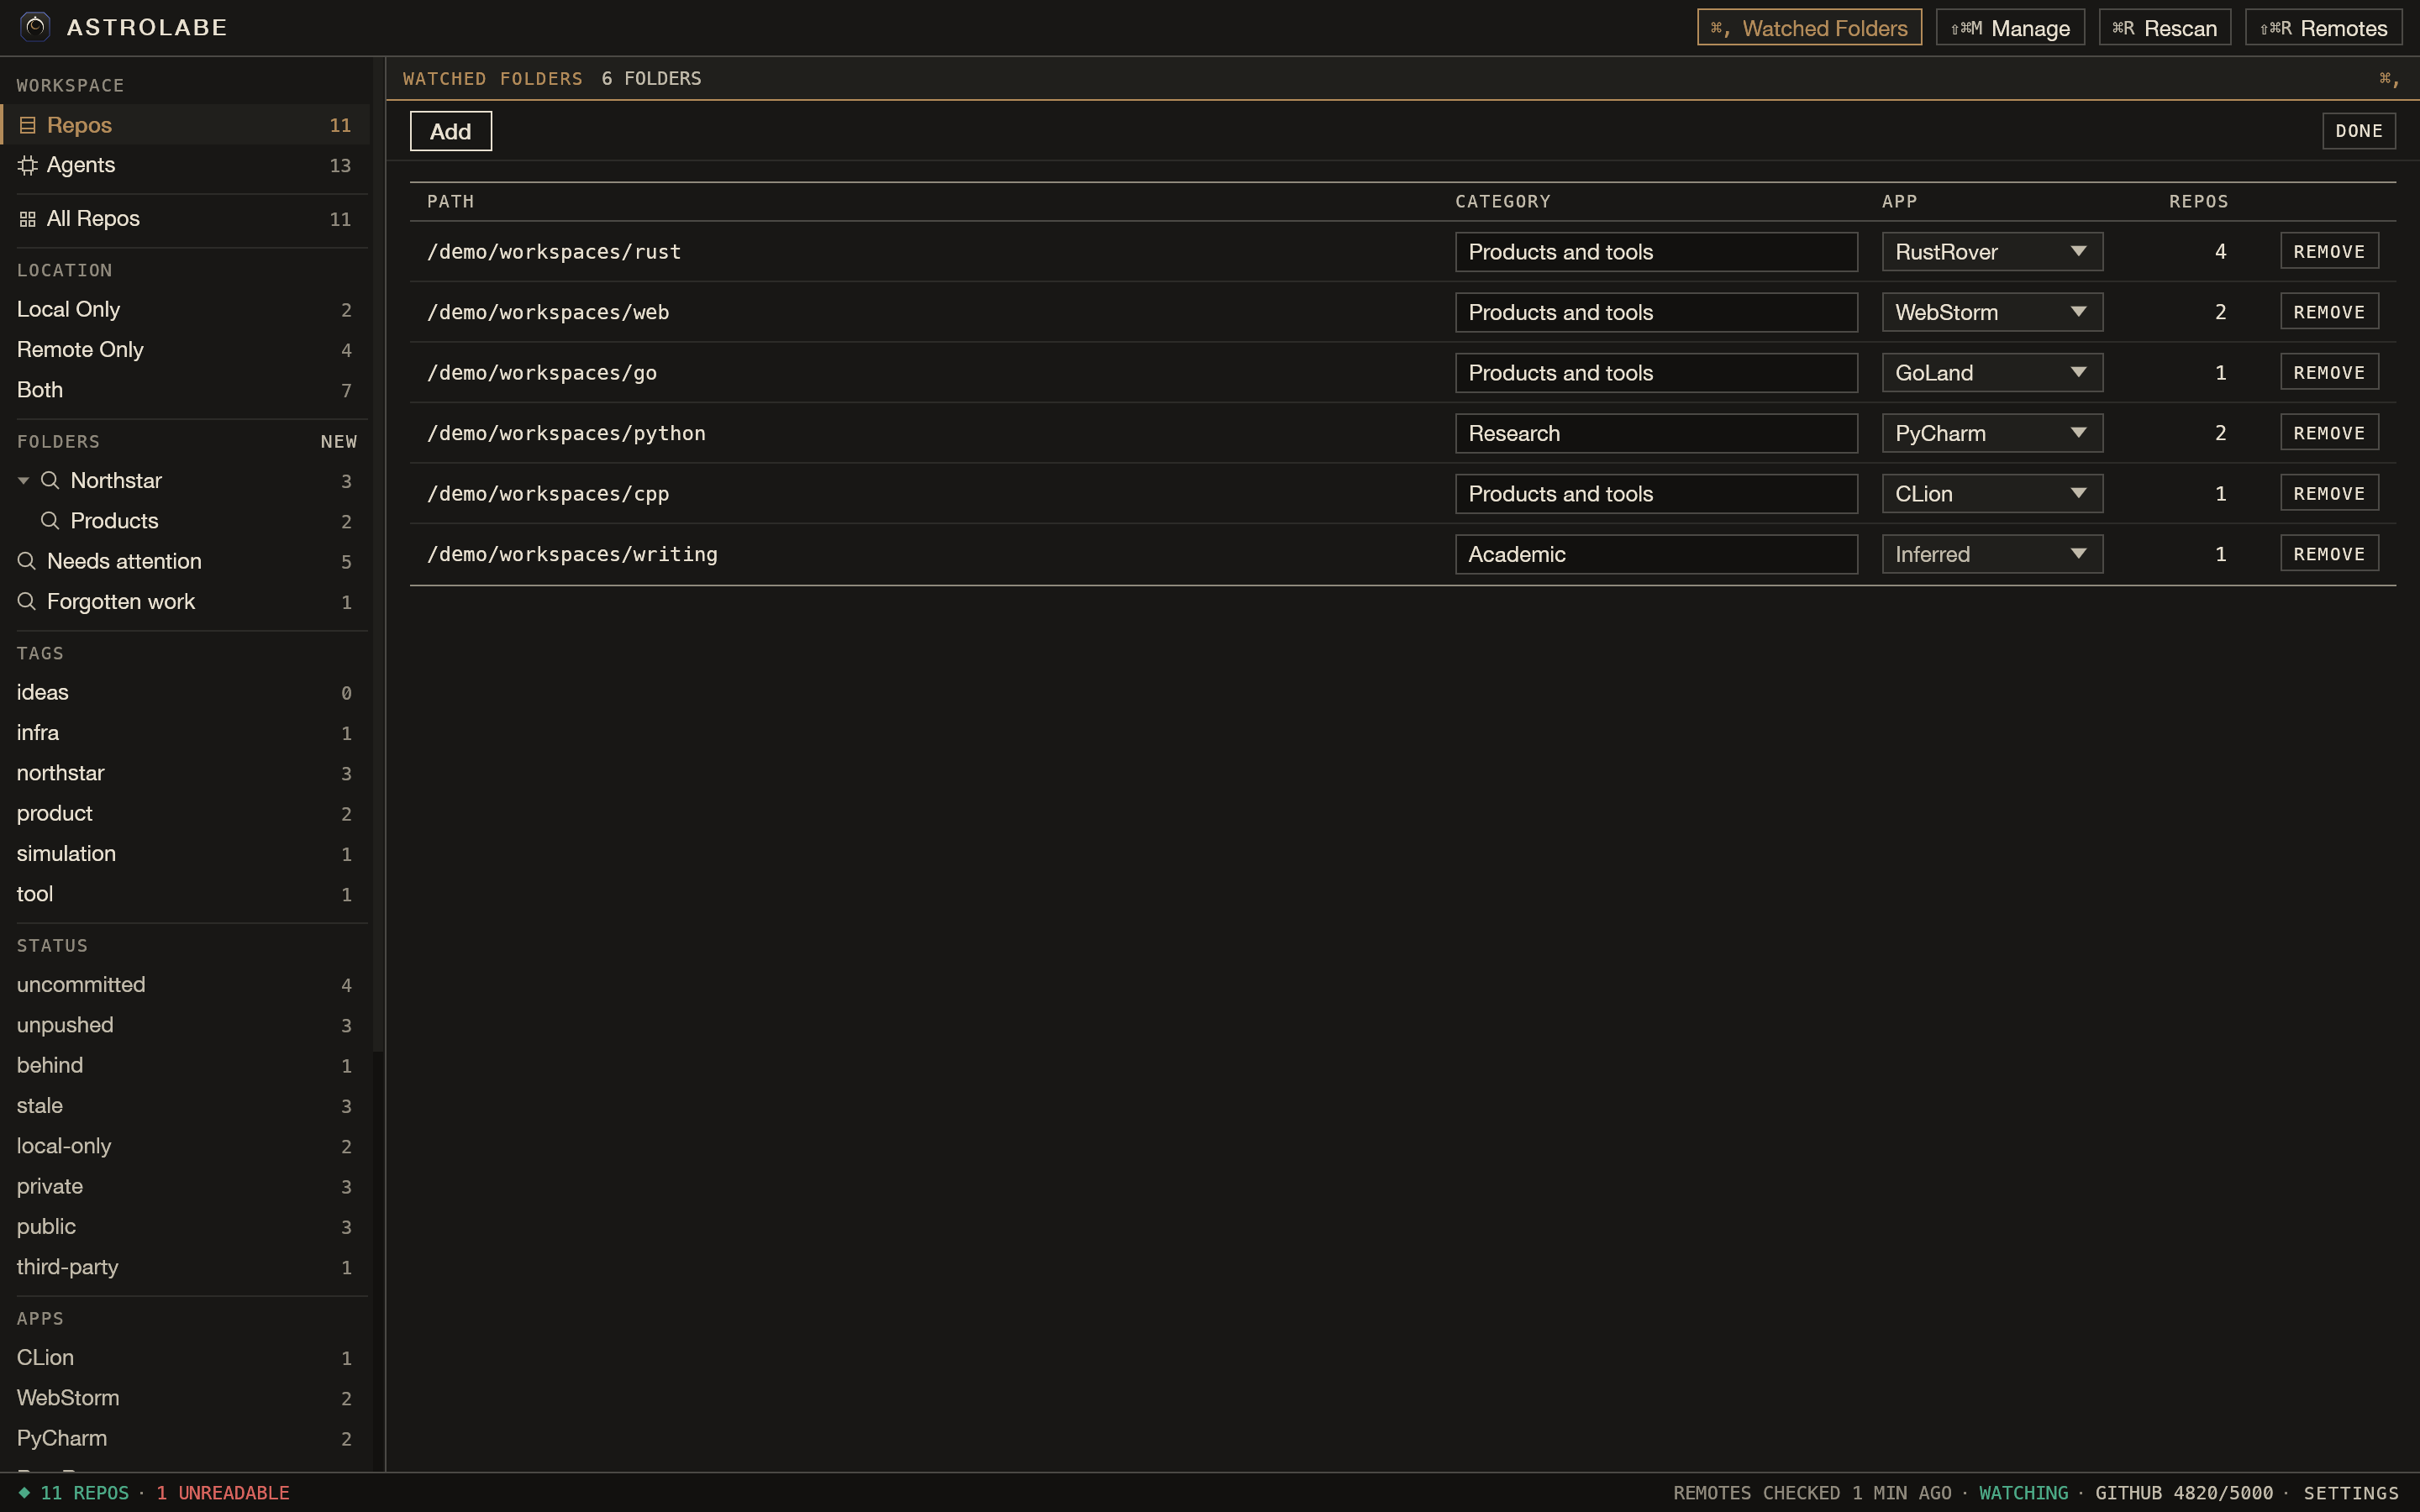 ASTROLABE
⌘, Watched Folders
⇧⌘M Manage
⌘R Rescan
⇧⌘R Remotes
WORKSPACE
Repos 11
Agents 13
All Repos 11
LOCATION
Local Only 2
Remote Only 4
Both 7
FOLDERS NEW
Northstar 3
Products 2
Needs attention 5
Forgotten work 1
TAGS
ideas 0
infra 1
northstar 3
product 2
simulation 1
tool 1
STATUS
uncommitted 4
unpushed 3
behind 1
stale 3
local-only 2
private 3
public 3
third-party 1
APPS
CLion 1
WebStorm 2
PyCharm 2
WATCHED FOLDERS 6 FOLDERS ⌘,
Add DONE
PATH CATEGORY APP REPOS
/demo/workspaces/rust Products and tools RustRover 4 REMOVE
/demo/workspaces/web Products and tools WebStorm 2 REMOVE
/demo/workspaces/go Products and tools GoLand 1 REMOVE
/demo/workspaces/python Research PyCharm 2 REMOVE
/demo/workspaces/cpp Products and tools CLion 1 REMOVE
/demo/workspaces/writing Academic Inferred 1 REMOVE
11 REPOS · 1 UNREADABLE
REMOTES CHECKED 1 MIN AGO · WATCHING · GITHUB 4820/5000 · SETTINGS